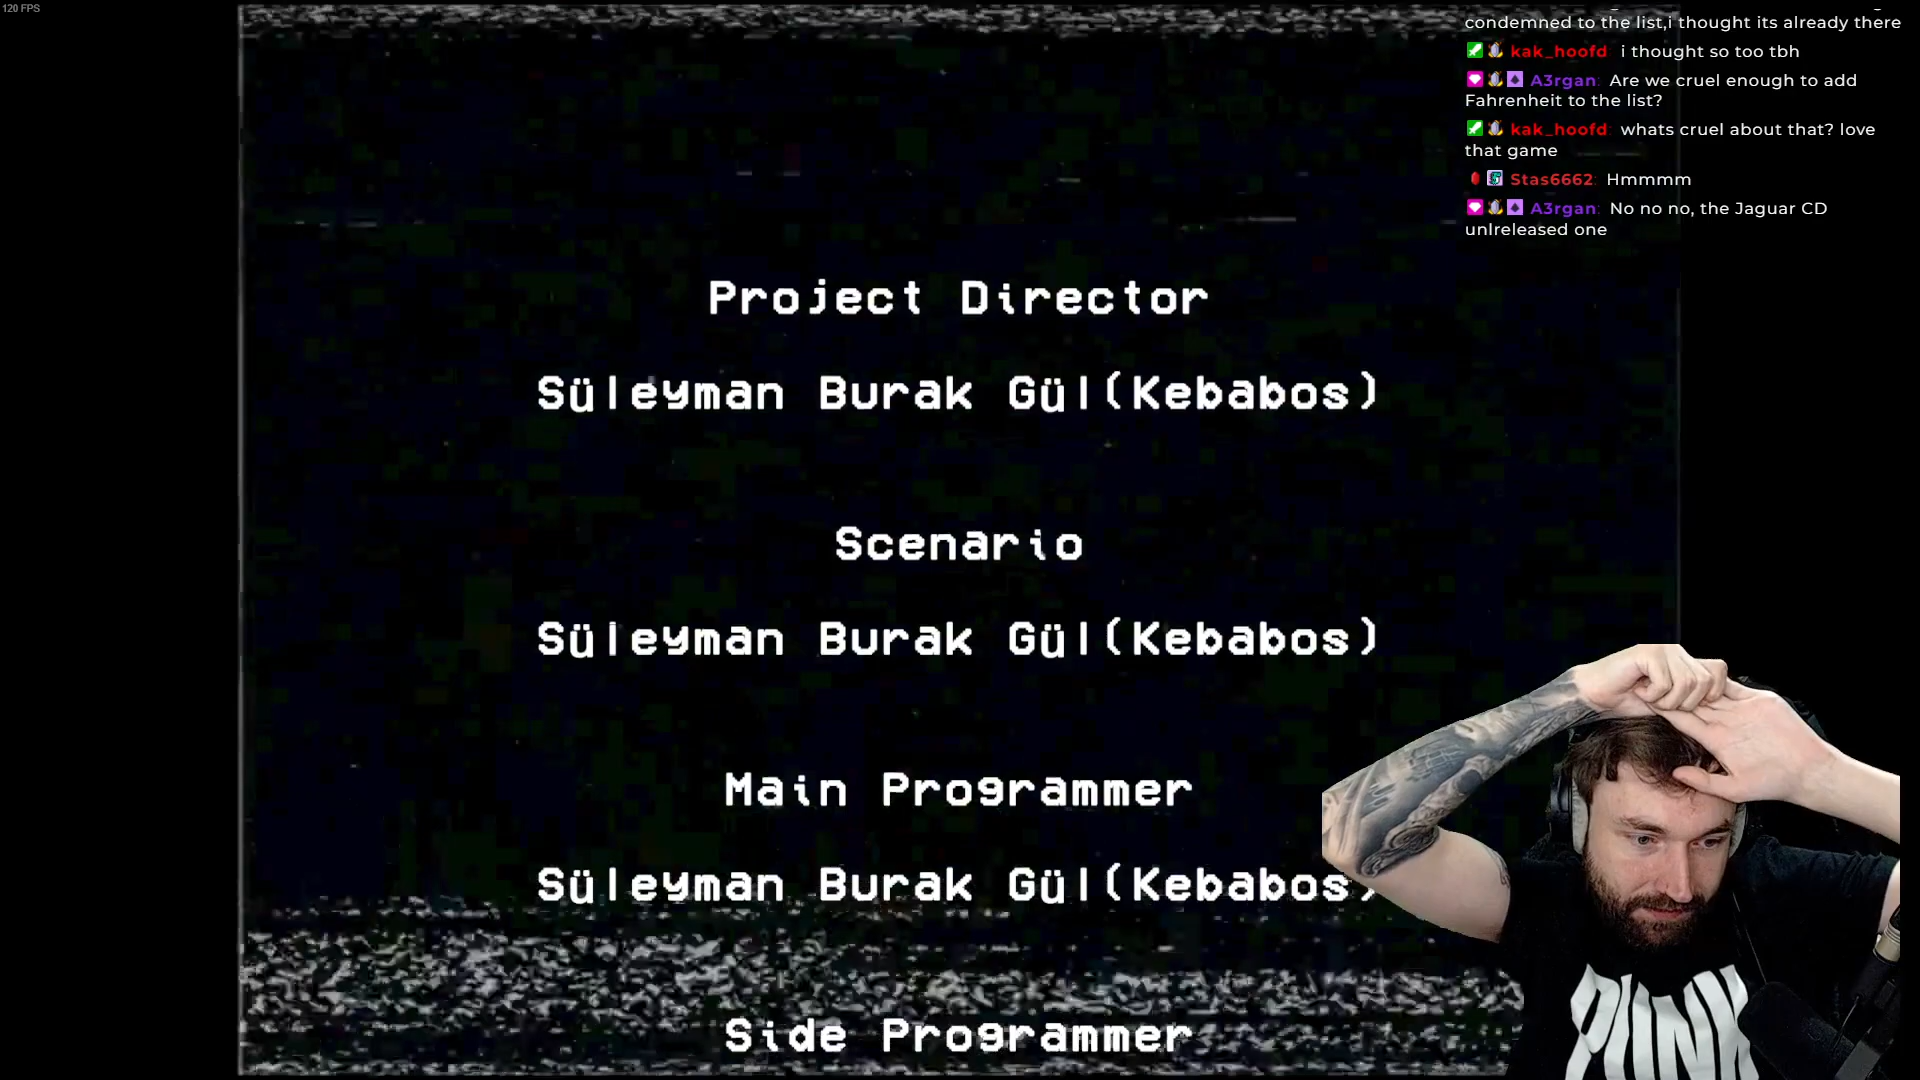 120 FPS
condemned to the list,i thought its already there
kak_hoofd: i thought so too tbh
A3rgan: Are we cruel enough to add
Fahrenheit to the list?
kak_hoofd: whats cruel about that? love
that game
Stas6662: Hmmmm
A3rgan: No no no, the Jaguar CD
unlreleased one
Project Director
Süleyman Burak Gül(Kebabos)
Scenario
Süleyman Burak Gül(Kebabos)
Main Programmer
Süleyman Burak Gül(Kebabos)
Side Programmer
PUNK